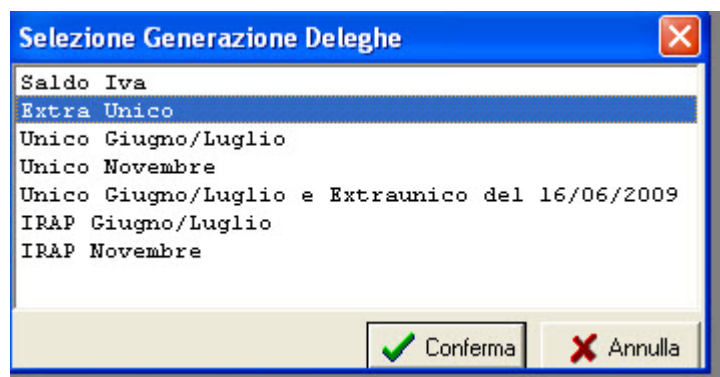 Selezione Generazione Deleghe
Saldo Iva
Extra Unico
Unico Giugno/Luglio
Unico Novembre
Unico Giugno/Luglio e Extraunico del 16/06/2009
IRAP Giugno/Luglio
IRAP Novembre
Conferma Annulla